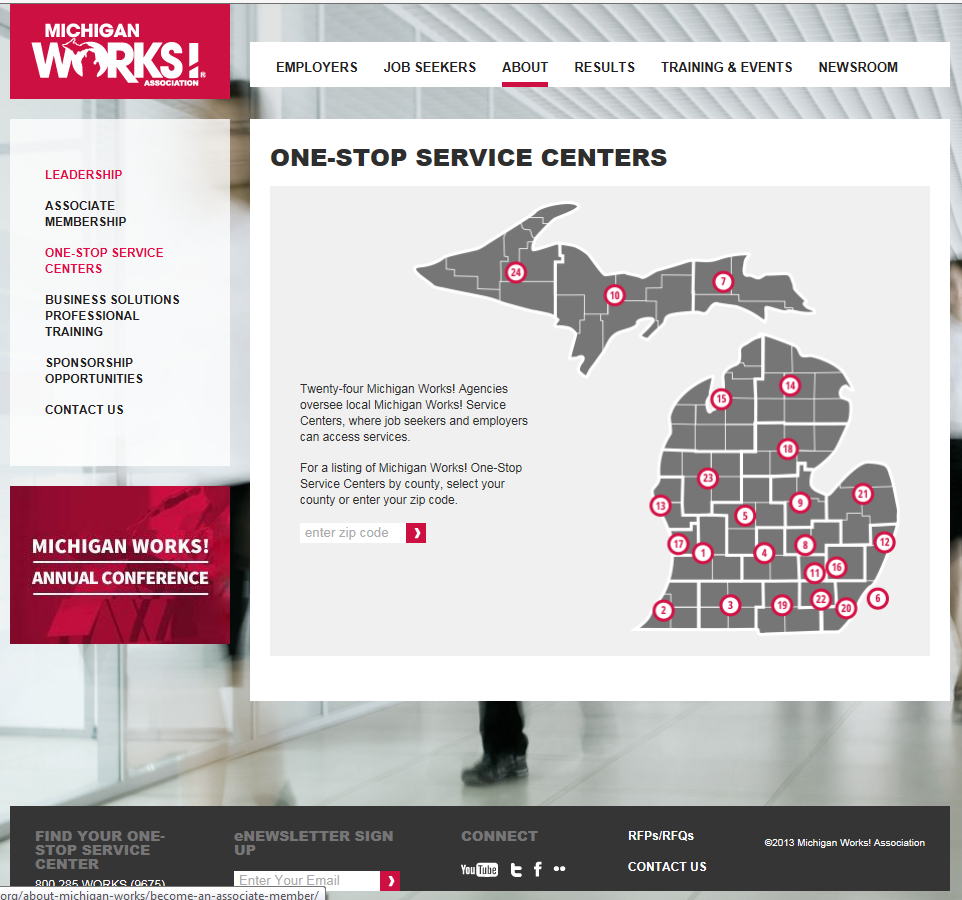 MICHIGAN
WORKS!®
ASSOCIATION
EMPLOYERS JOB SEEKERS ABOUT RESULTS TRAINING & EVENTS NEWSROOM
LEADERSHIP
ASSOCIATE
MEMBERSHIP
ONE-STOP SERVICE
CENTERS
BUSINESS SOLUTIONS
PROFESSIONAL
TRAINING
SPONSORSHIP
OPPORTUNITIES
CONTACT US
MICHIGAN WORKS!
ANNUAL CONFERENCE
ONE-STOP SERVICE CENTERS
24
10
7
14
15
18
23
21
13
9
5
17
1
4
8
12
11
16
2
3
19
22
20
6
Twenty-four Michigan Works! Agencies
oversee local Michigan Works! Service
Centers, where job seekers and employers
can access services.
For a listing of Michigan Works! One-Stop
Service Centers by county, select your
county or enter your zip code.
enter zip code
FIND YOUR ONE-
STOP SERVICE
CENTER
800.285.WORKS (9675)
eNEWSLETTER SIGN
UP
Enter Your Email
CONNECT
YouTube
RFPs/RFQs
CONTACT US
©2013 Michigan Works! Association
org/about-michigan-works/become-an-associate-member/